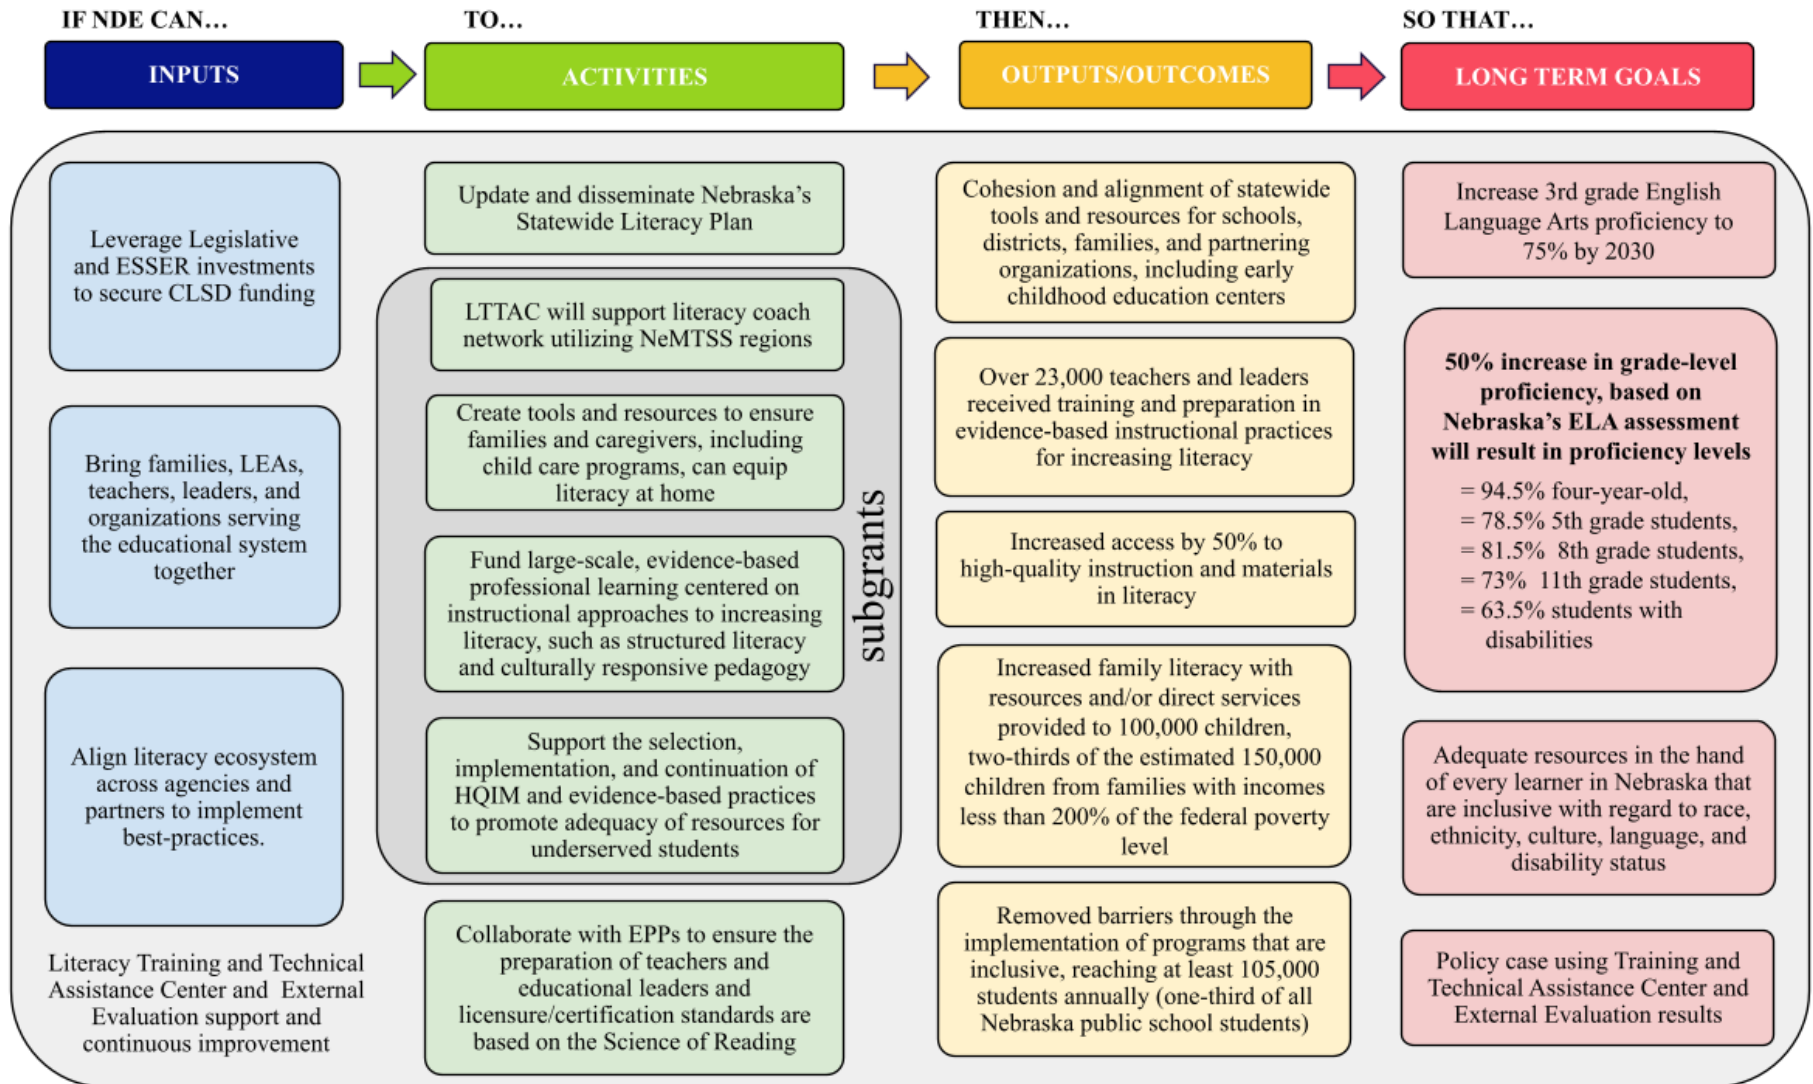 IF NDE CAN…
TO…
THEN…
SO THAT…
INPUTS
ACTIVITIES
OUTPUTS/OUTCOMES
LONG TERM GOALS
Leverage Legislative
and ESSER investments
to secure CLSD funding
Bring families, LEAs,
teachers, leaders, and
organizations serving
the educational system
together
Align literacy ecosystem
across agencies and
partners to implement
best-practices.
Literacy Training and Technical
Assistance Center and External
Evaluation support and
continuous improvement
Update and disseminate Nebraska’s
Statewide Literacy Plan
LTTAC will support literacy coach
network utilizing NeMTSS regions
Create tools and resources to ensure
families and caregivers, including
child care programs, can equip
literacy at home
Fund large-scale, evidence-based
professional learning centered on
instructional approaches to increasing
literacy, such as structured literacy
and culturally responsive pedagogy
Support the selection,
implementation, and continuation of
HQIM and evidence-based practices
to promote adequacy of resources for
underserved students
subgrants
Collaborate with EPPs to ensure the
preparation of teachers and
educational leaders and
licensure/certification standards are
based on the Science of Reading
Cohesion and alignment of statewide
tools and resources for schools,
districts, families, and partnering
organizations, including early
childhood education centers
Over 23,000 teachers and leaders
received training and preparation in
evidence-based instructional practices
for increasing literacy
Increased access by 50% to
high-quality instruction and materials
in literacy
Increased family literacy with
resources and/or direct services
provided to 100,000 children,
two-thirds of the estimated 150,000
children from families with incomes
less than 200% of the federal poverty
level
Removed barriers through the
implementation of programs that are
inclusive, reaching at least 105,000
students annually (one-third of all
Nebraska public school students)
Increase 3rd grade English
Language Arts proficiency to
75% by 2030
50% increase in grade-level
proficiency, based on
Nebraska’s ELA assessment
will result in proficiency levels
= 94.5% four-year-old,
= 78.5% 5th grade students,
= 81.5% 8th grade students,
= 73% 11th grade students,
= 63.5% students with
disabilities
Adequate resources in the hand
of every learner in Nebraska that
are inclusive with regard to race,
ethnicity, culture, language, and
disability status
Policy case using Training and
Technical Assistance Center and
External Evaluation results